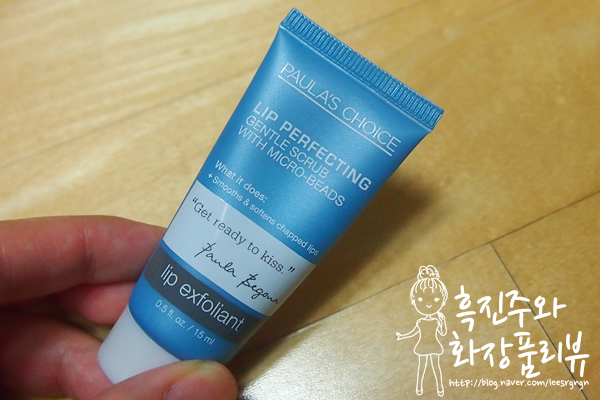 PAULA'S CHOICE
LIP PERFECTING
GENTLE SCRUB
WITH MICRO-BEADS
What it does:
+ Smooths & softens chapped lips
"Get ready to kiss."
Paula Begoun
lip exfoliant
0.5 fl. oz. / 15 ml
흑진주와
화장품리뷰
http://blog.naver.com/leesrgngn